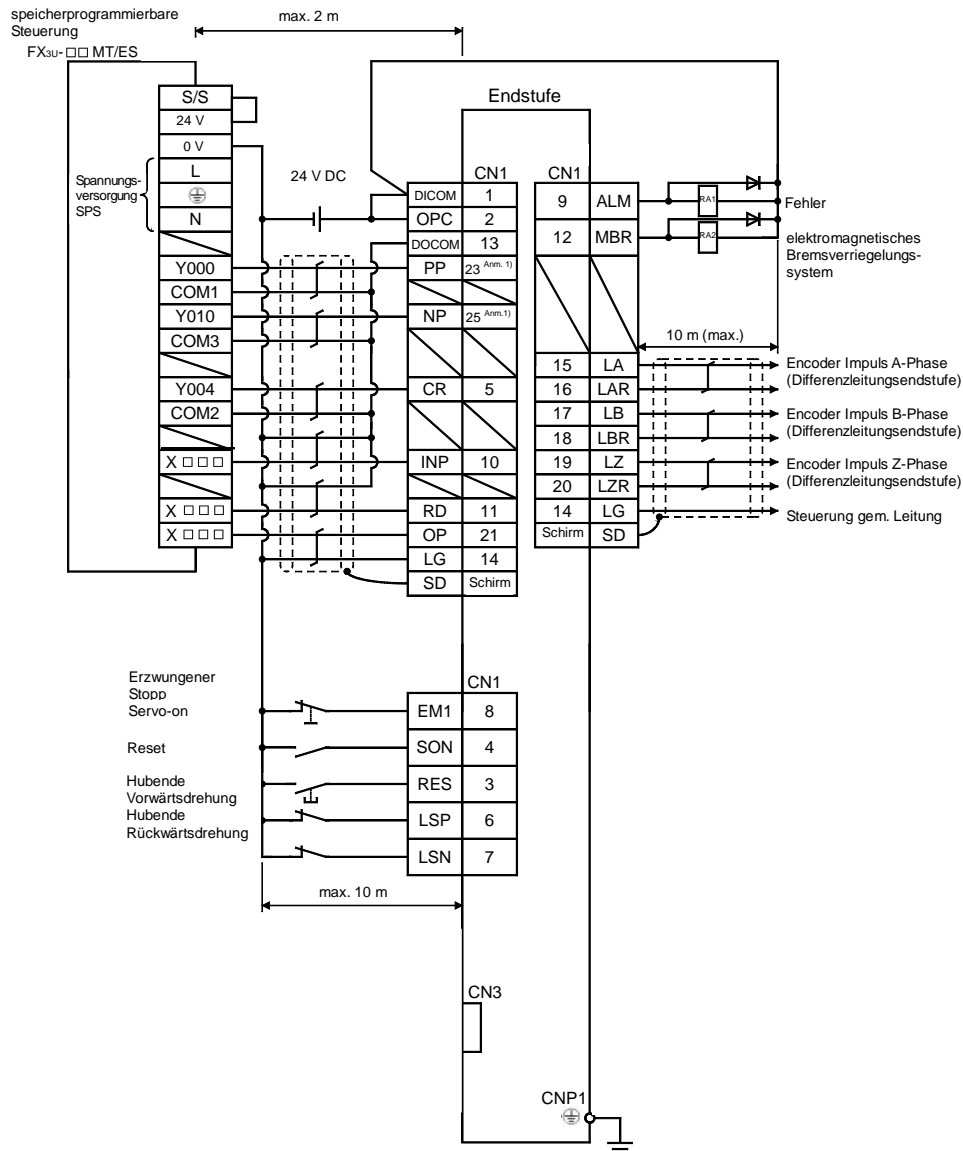 speicherprogrammierbare
Steuerung
FX3U-□□ MT/ES
max. 2 m
Endstufe
S/S
24 V
0 V
L
N
Spannungs-
versorgung
SPS
Y000
COM1
Y010
COM3
Y004
COM2
X □□□
X □□□
X □□□
24 V DC
CN1
DICOM 1
OPC 2
DOCOM 13
PP 23 Anm. 1)
NP 25 Anm.1)
CR 5
INP 10
RD 11
OP 21
LG 14
SD Schirm
CN1
9 ALM
12 MBR
15 LA
16 LAR
17 LB
18 LBR
19 LZ
20 LZR
14 LG
Schirm SD
RA1
RA2
Fehler
elektromagnetisches
Bremsverriegelungs-
system
10 m (max.)
Encoder Impuls A-Phase
(Differenzleitungsendstufe)
Encoder Impuls B-Phase
(Differenzleitungsendstufe)
Encoder Impuls Z-Phase
(Differenzleitungsendstufe)
Steuerung gem. Leitung
Erzwungener
Stopp
Servo-on
Reset
Hubende
Vorwärtsdrehung
Hubende
Rückwärtsdrehung
CN1
EM1 8
SON 4
RES 3
LSP 6
LSN 7
max. 10 m
CN3
CNP1